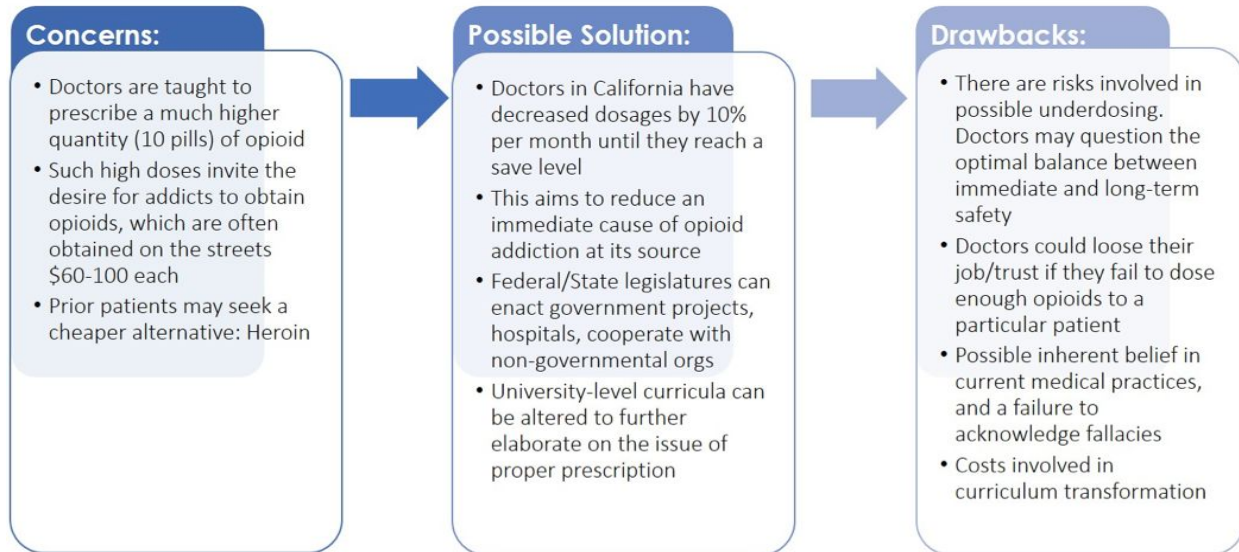 Concerns:
• Doctors are taught to
prescribe a much higher
quantity (10 pills) of opioid
• Such high doses invite the
desire for addicts to obtain
opioids, which are often
obtained on the streets
$60-100 each
• Prior patients may seek a
cheaper alternative: Heroin
Possible Solution:
• Doctors in California have
decreased dosages by 10%
per month until they reach a
save level
• This aims to reduce an
immediate cause of opioid
addiction at its source
• Federal/State legislatures can
enact government projects,
hospitals, cooperate with
non-governmental orgs
• University-level curricula can
be altered to further
elaborate on the issue of
proper prescription
Drawbacks:
• There are risks involved in
possible underdosing.
Doctors may question the
optimal balance between
immediate and long-term
safety
• Doctors could loose their
job/trust if they fail to dose
enough opioids to a
particular patient
• Possible inherent belief in
current medical practices,
and a failure to
acknowledge fallacies
• Costs involved in
curriculum transformation